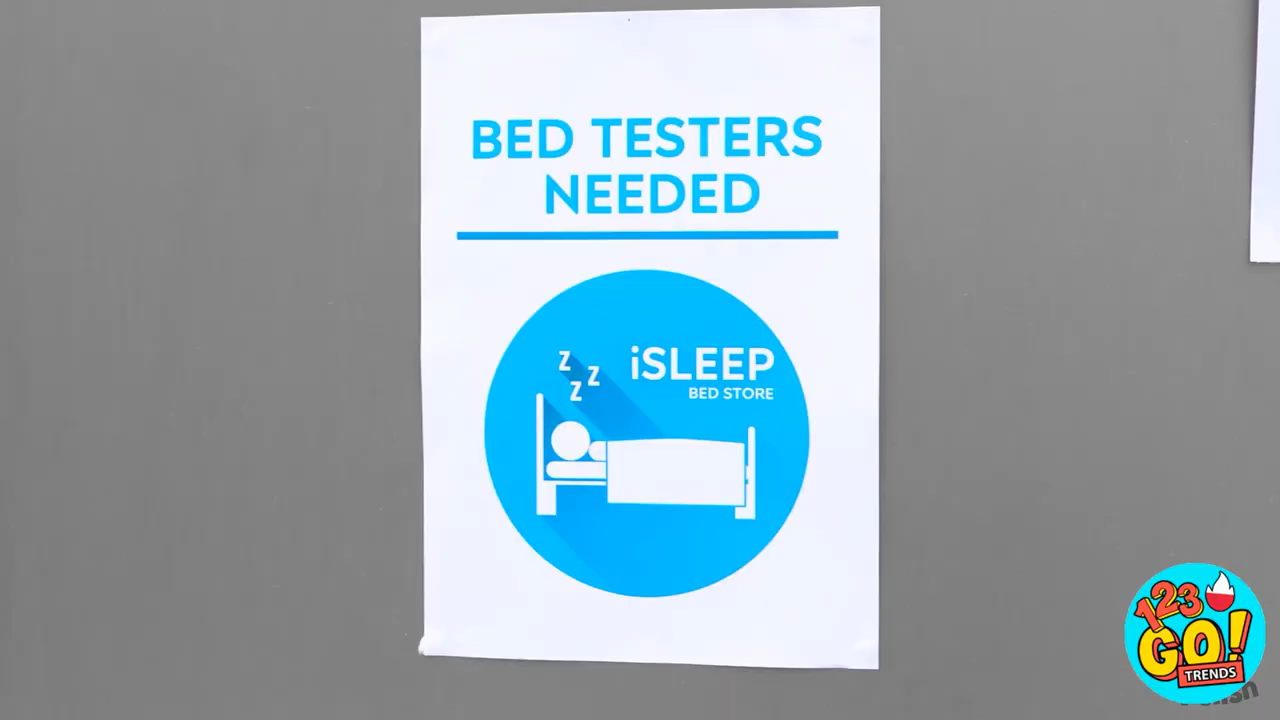 BED TESTERS
NEEDED
z
z
z
iSLEEP
BED STORE
123
GO!
TRENDS